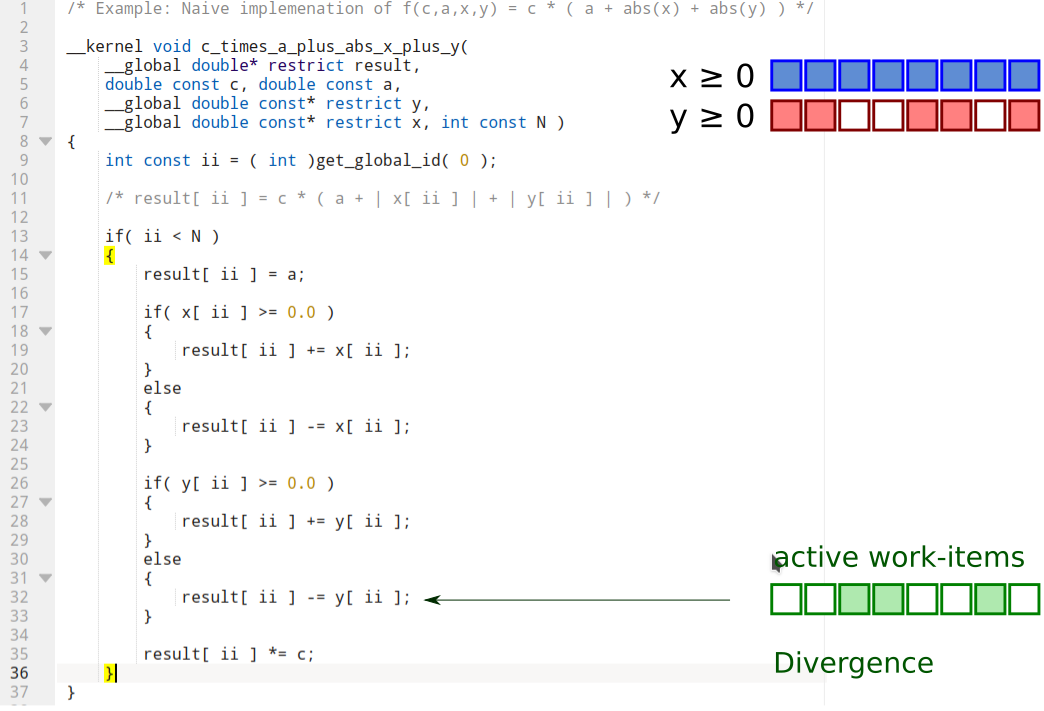 1 /* Example: Naive implemenation of f(c,a,x,y) = c * ( a + abs(x) + abs(y) ) */
2
3 __kernel void c_times_a_plus_abs_x_plus_y(
4 __global double* restrict result,
x ≥ 0
5 double const c, double const a,
6 __global double const* restrict y,
y ≥ 0
7 __global double const* restrict x, int const N )
8 {
9 int const ii = ( int )get_global_id( 0 );
10
11 /* result[ ii ] = c * ( a + | x[ ii ] | + | y[ ii ] | ) */
12
13 if( ii < N )
14 {
15 result[ ii ] = a;
16
17 if( x[ ii ] >= 0.0 )
18 {
19 result[ ii ] += x[ ii ];
20 }
21 else
22 {
23 result[ ii ] -= x[ ii ];
24 }
25
26 if( y[ ii ] >= 0.0 )
27 {
28 result[ ii ] += y[ ii ];
29 }
30 else
active work-items
31 {
32 result[ ii ] -= y[ ii ];
33 }
34
35 result[ ii ] *= c;
Divergence
36 }
37 }